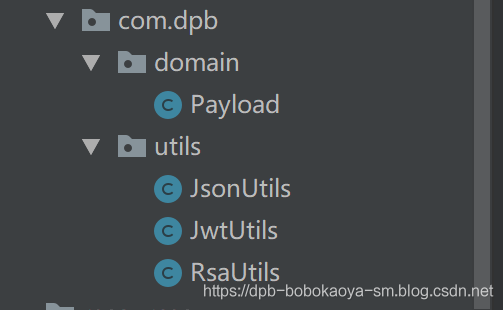 com.dpb
domain
C Payload
utils
C JsonUtils
C JwtUtils
C RsaUtils
https://dpb-bobokaoya-sm.blog.csdn.net